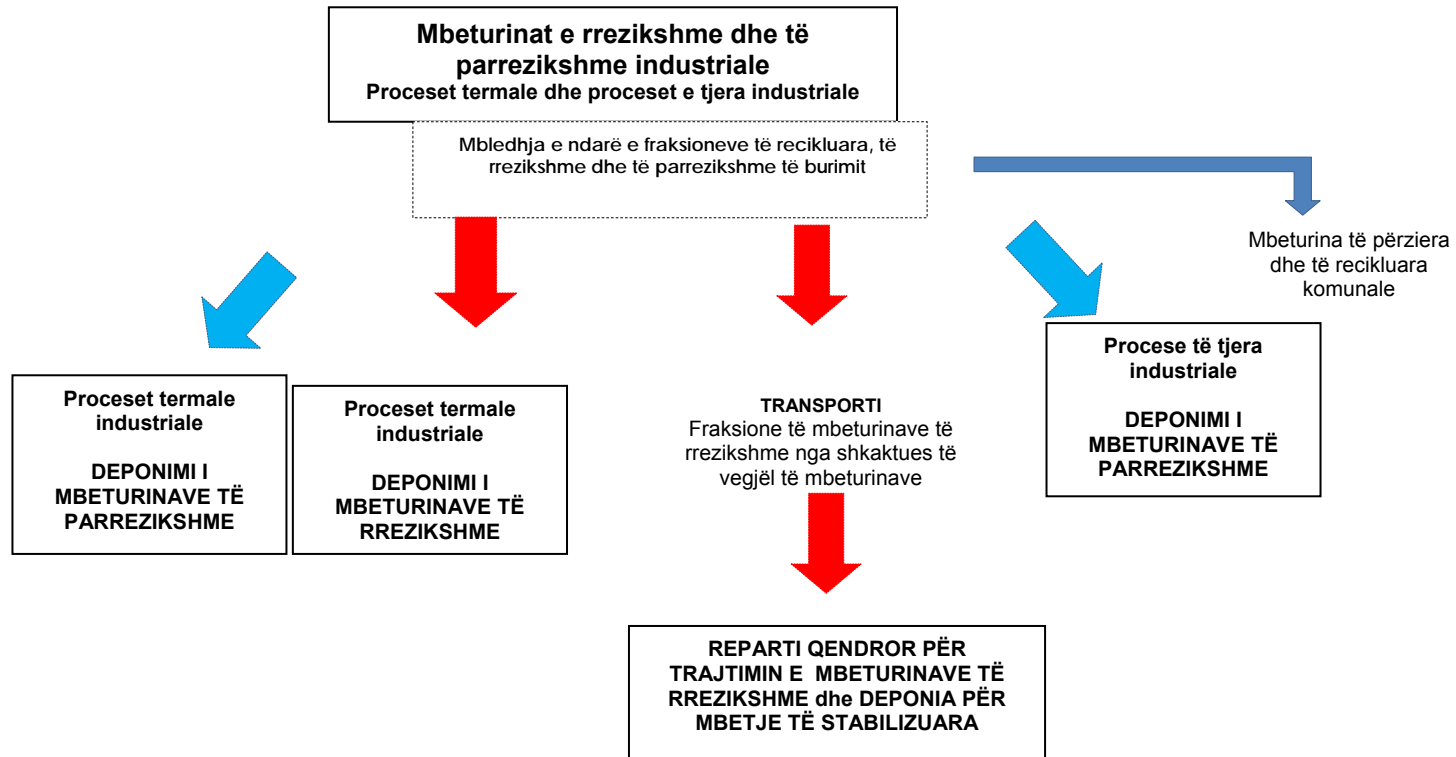 Mbeturinat e rrezikshme dhe të
parrezikshme industriale
Proceset termale dhe proceset e tjera industriale
Mbledhja e ndarë e fraksioneve të recikluara, të
rrezikshme dhe të parrezikshme të burimit
Mbeturina të përziera
dhe të recikluara
komunale
Proceset termale
industriale
DEPONIMI I
MBETURINAVE TË
PARREZIKSHME
Proceset termale
industriale
DEPONIMI I
MBETURINAVE TË
RREZIKSHME
TRANSPORTI
Fraksione të mbeturinave të
rrezikshme nga shkaktues të
vegjël të mbeturinave
Procese të tjera
industriale
DEPONIMI I
MBETURINAVE TË
PARREZIKSHME
REPARTI QENDROR PËR
TRAJTIMIN E MBETURINAVE TË
RREZIKSHME dhe DEPONIA PËR
MBETJE TË STABILIZUARA